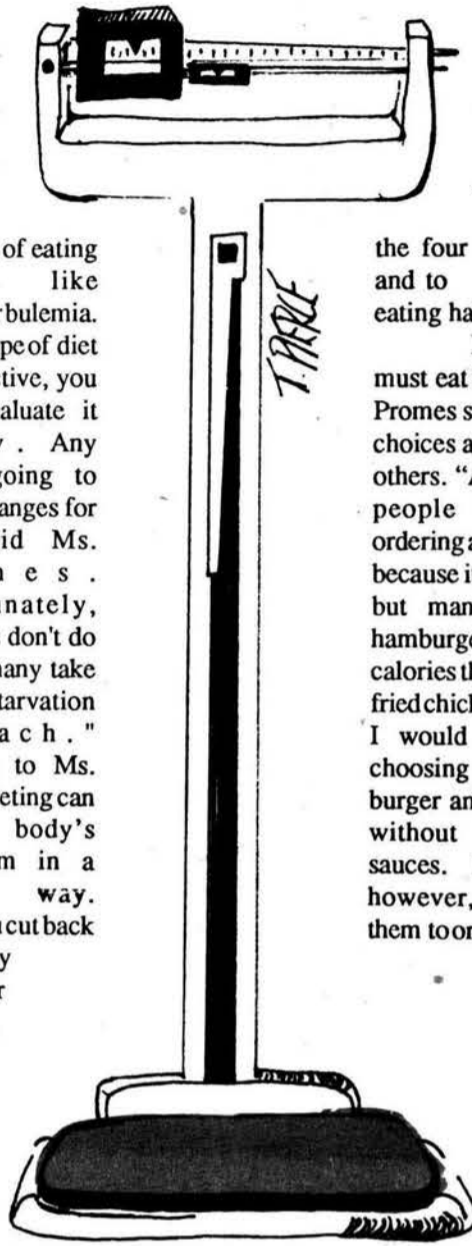 of eating
like
bulemia.
pe of diet
tive, you
aluate it
. Any
going to
anges for
id Ms.
n e s .
nately,
don't do
nany take
tarvation
a c h . "
to Ms.
eting can
body's
m in a
way.
cut back
y
r
T. PIERCE
the four
and to
eating ha
must eat
Promes s
choices a
others. "A
people
ordering a
because i
but man
hamburge
calories th
fried chick
I would
choosing
burger an
without
sauces.
however,
them to or